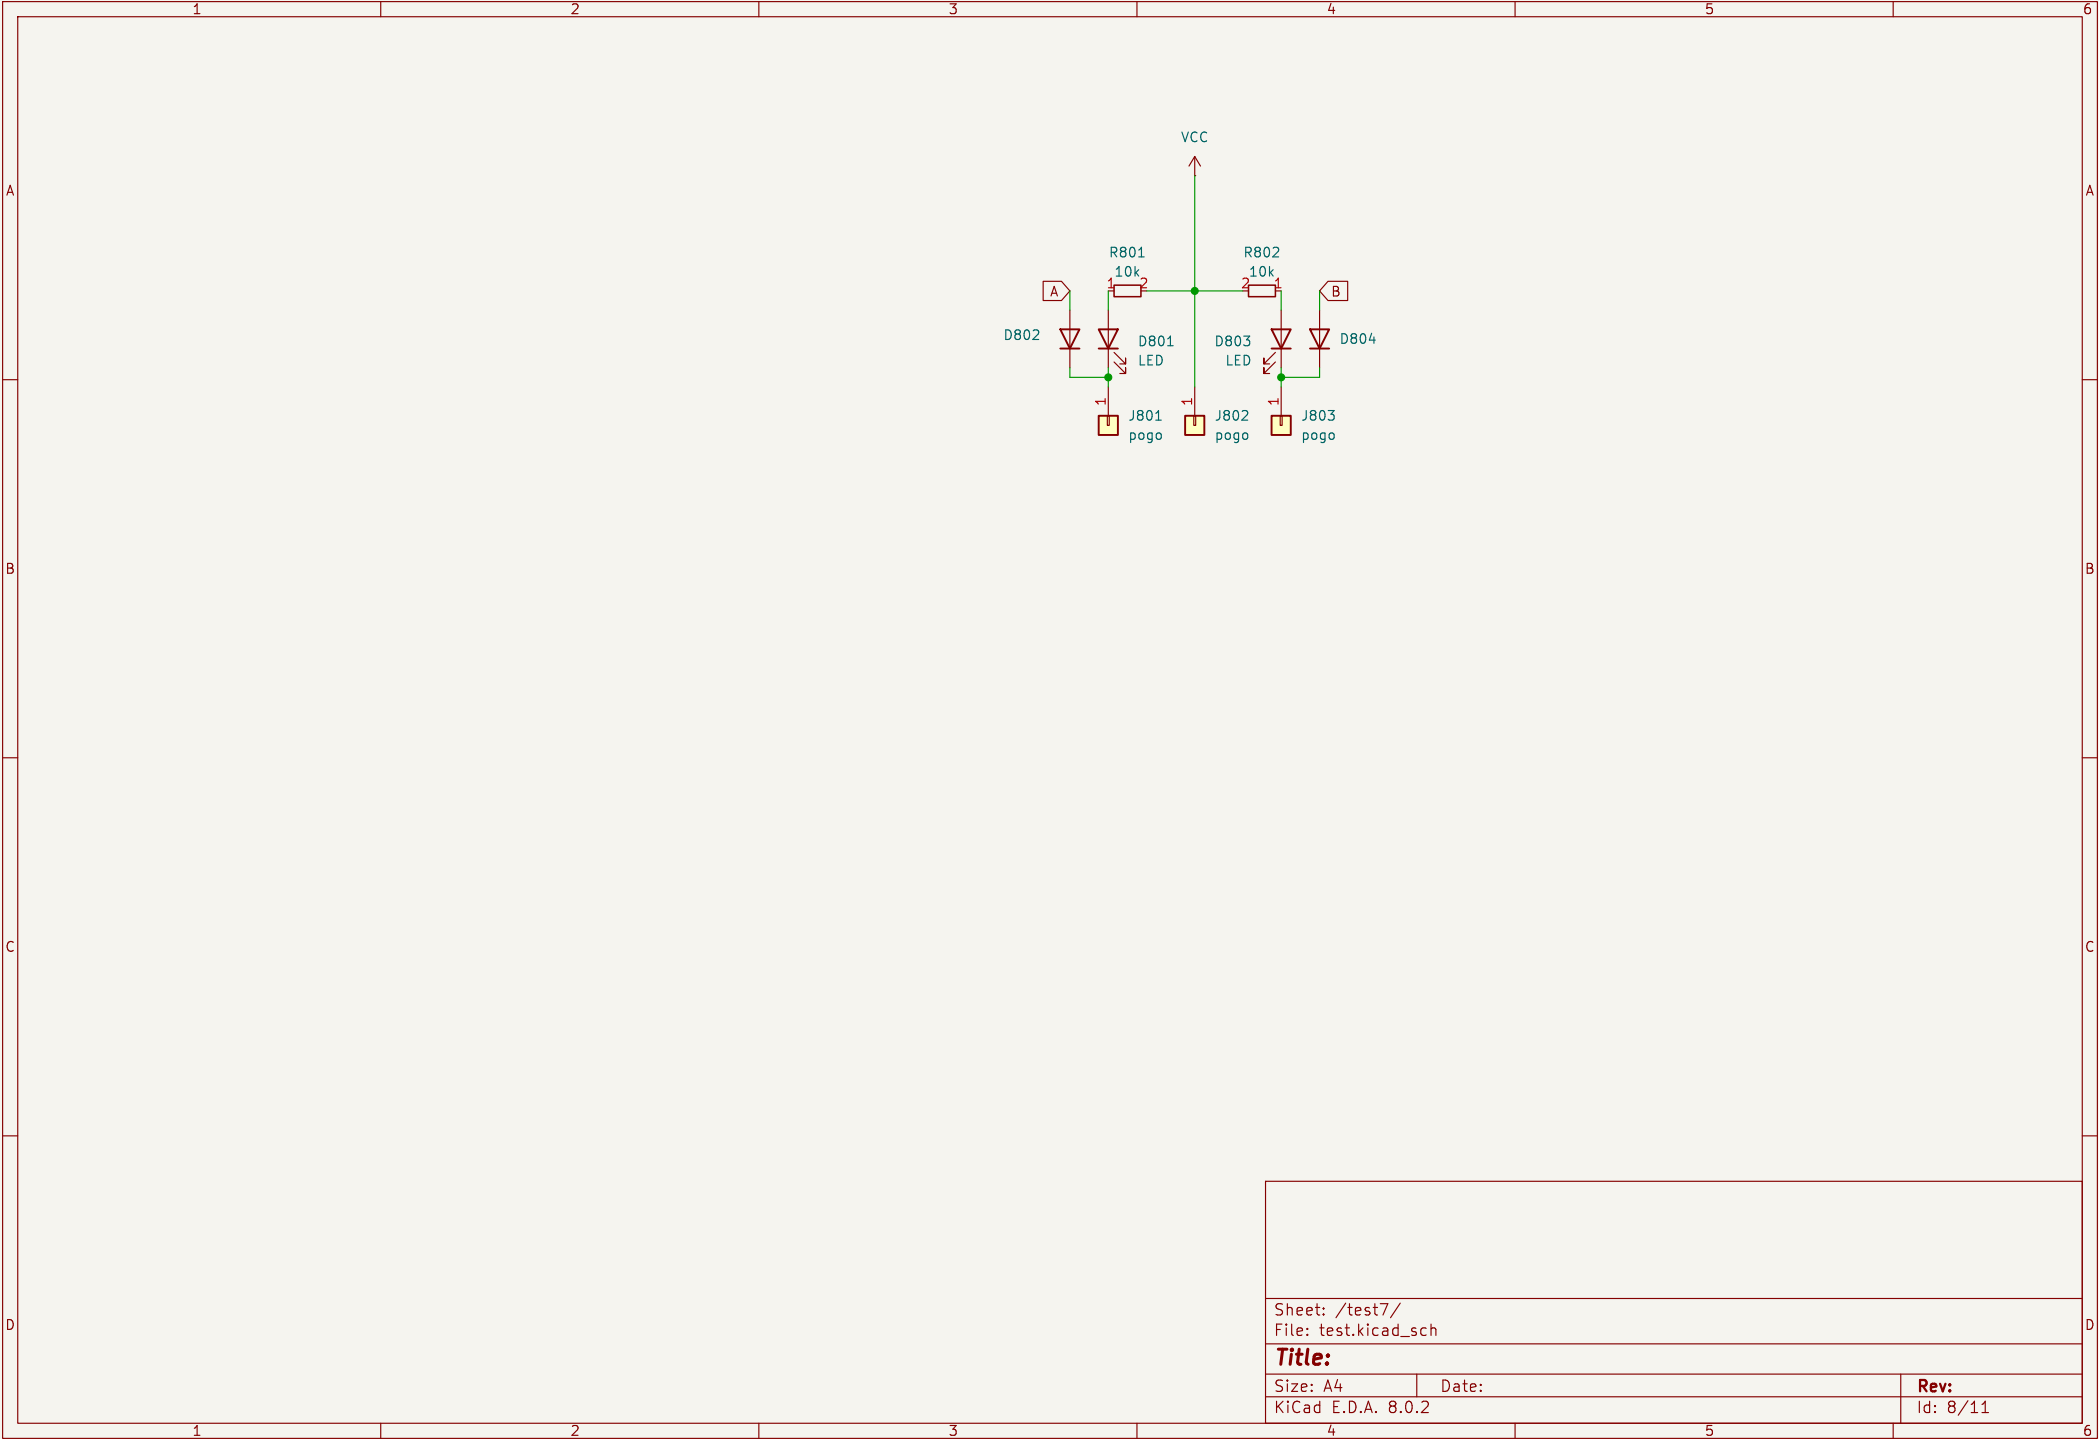 1 2 3 4 5 6
VCC
A A
R801 R802
10k 10k
1 2 2 1
A B
D802 D801 D803 D804
LED LED
1 1 1
J801 J802 J803
pogo pogo pogo
B B
C C
Sheet: /test7/
File: test.kicad_sch
D D
Title:
Size: A4 Date: Rev:
KiCad E.D.A. 8.0.2 Id: 8/11
1 2 3 4 5 6